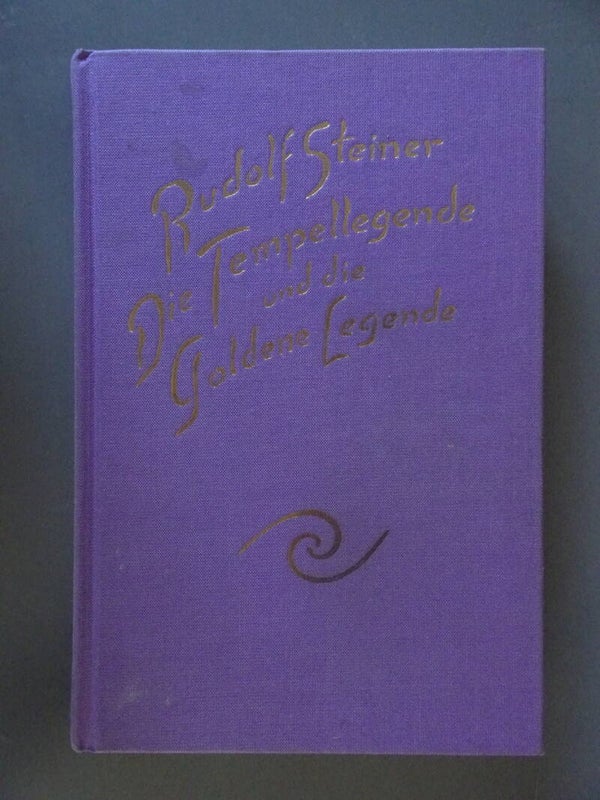 Rudolf Steiner
Die Tempellegende
und die
Goldene Legende